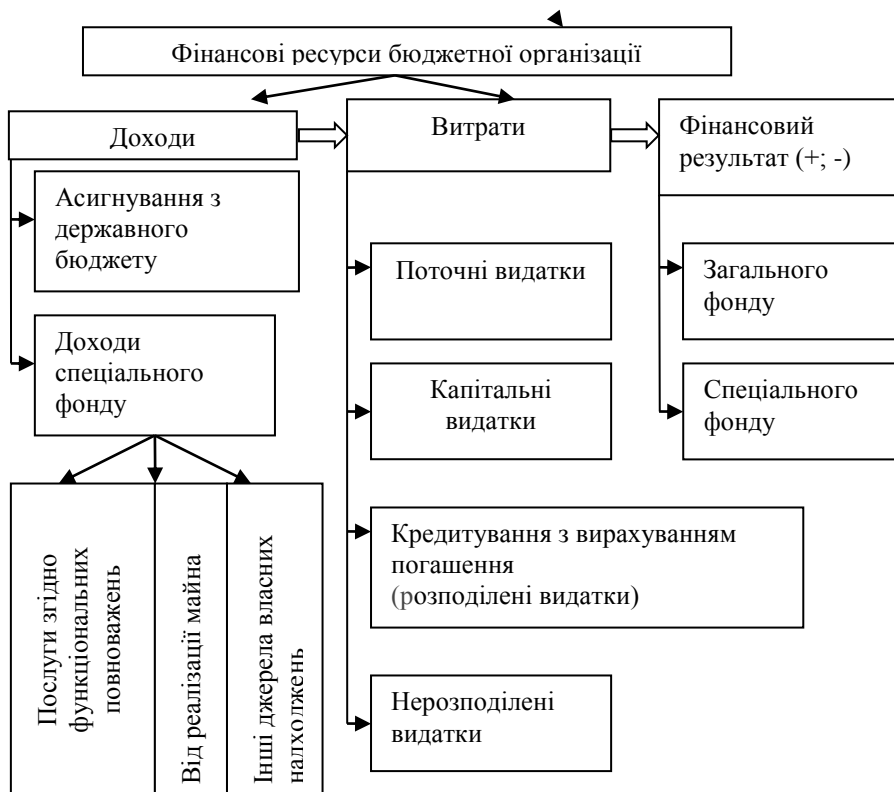 Фінансові ресурси бюджетної організації
Доходи
Витрати
Фінансовий
результат (+; -)
Асигнування з
державного
бюджету
Доходи
спеціального
фонду
Послуги згідно
функціональних
повноважень
Від реалізації майна
Інші джерела власних
надходжень
Поточні видатки
Капітальні
видатки
Кредитування з вирахуванням
погашення
(розподілені видатки)
Нерозподілені
видатки
Загального
фонду
Спеціального
фонду